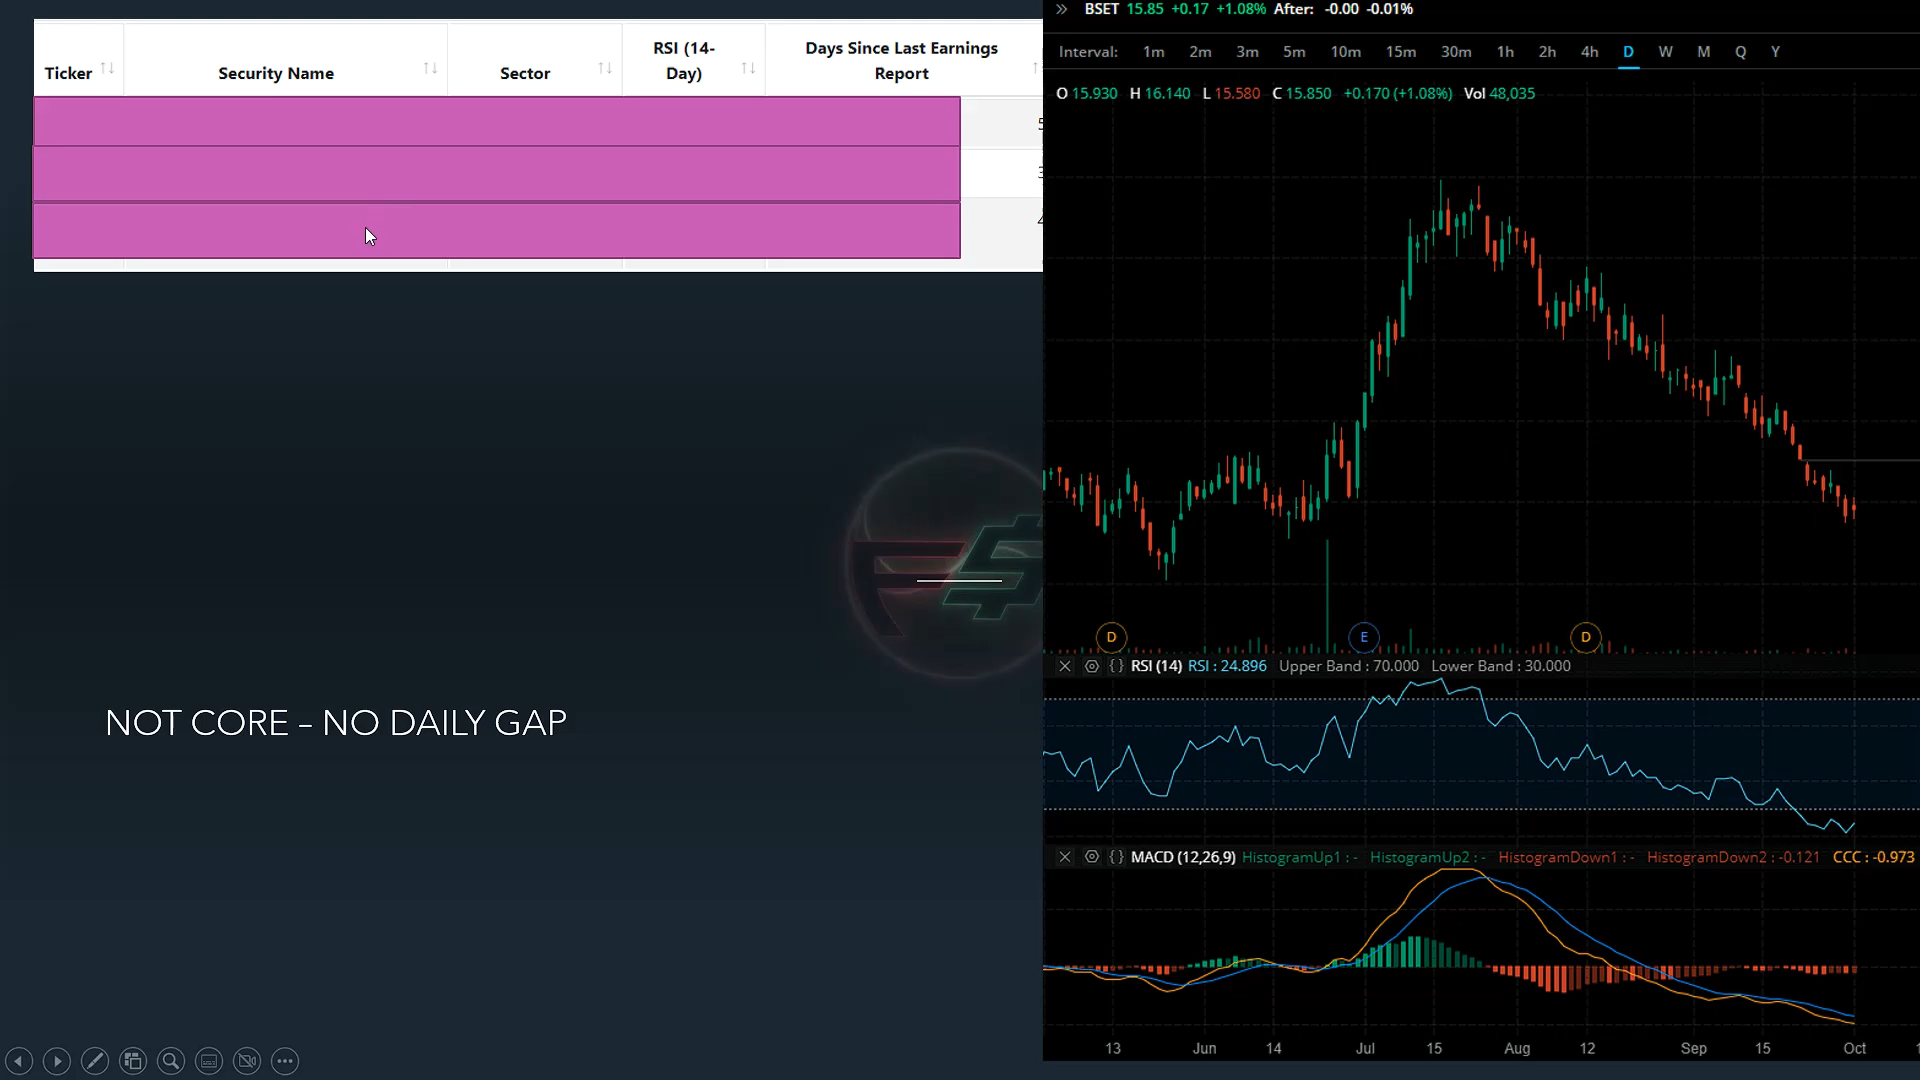 BSET 15.85 +0.17 +1.08% After: -0.00 -0.01%
Interval: 1m 2m 3m 5m 10m 15m 30m 1h 2h 4h D W M Q Y
O 15.930 H 16.140 L 15.580 C 15.850 +0.170 (+1.08%) Vol 48,035
Ticker Security Name Sector RSI (14-
Day) Days Since Last Earnings
Report
D E D
RSI (14) RSI : 24.896 Upper Band : 70.000 Lower Band : 30.000
NOT CORE – NO DAILY GAP
MACD (12,26,9) HistogramUp1 : - HistogramUp2 : - HistogramDown1 : - HistogramDown2 : -0.121 CCC : -0.973
13 Jun 14 Jul 15 Aug 12 Sep 15 Oct